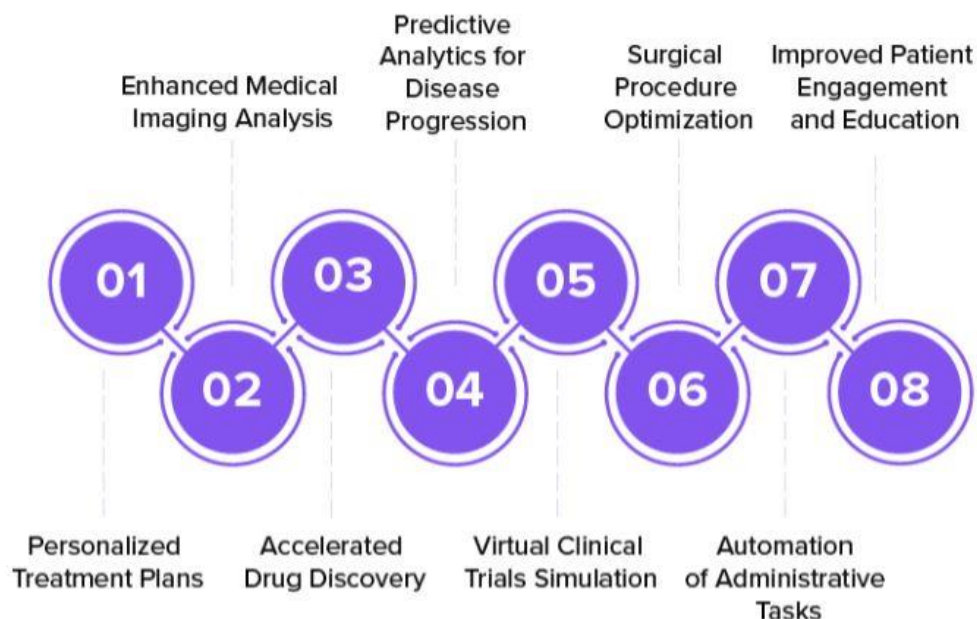 Predictive
Analytics for
Disease
Progression
Enhanced Medical
Imaging Analysis
Surgical
Procedure
Optimization
Improved Patient
Engagement
and Education
01
02
03
04
05
06
07
08
Personalized
Treatment Plans
Accelerated
Drug Discovery
Virtual Clinical
Trials Simulation
Automation
of Administrative
Tasks